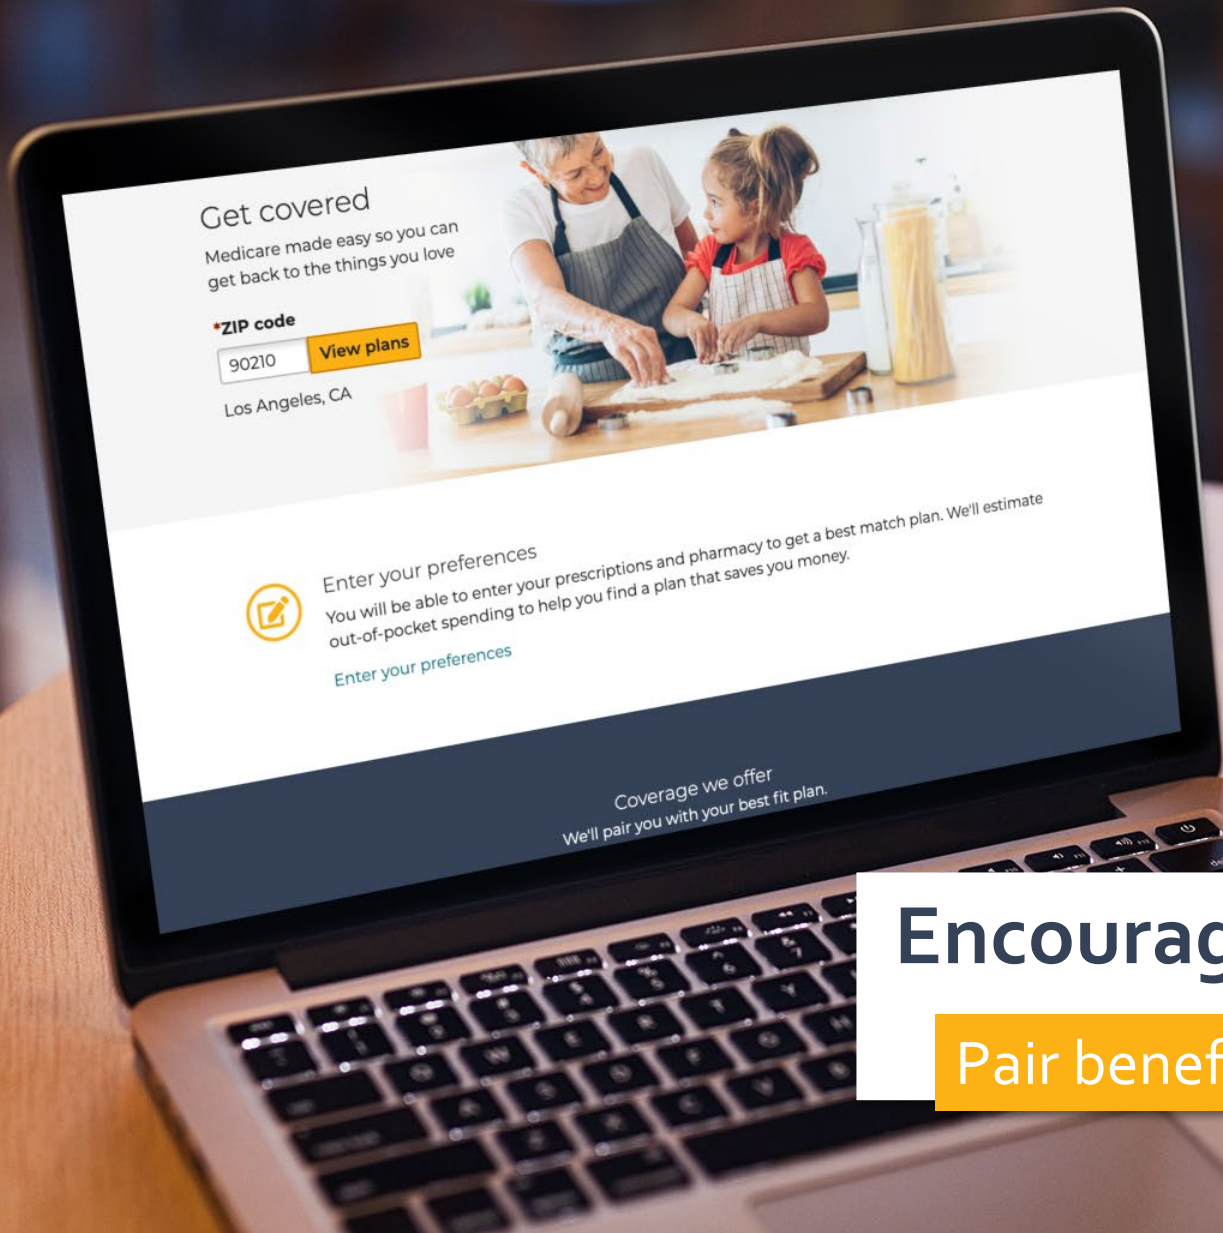 Get covered
Medicare made easy so you can
get back to the things you love
*ZIP code
90210
View plans
Los Angeles, CA
Enter your preferences
You will be able to enter your prescriptions and pharmacy to get a best match plan. We'll estimate
out-of-pocket spending to help you find a plan that saves you money.
Enter your preferences
Coverage we offer
We'll pair you with your best fit plan.